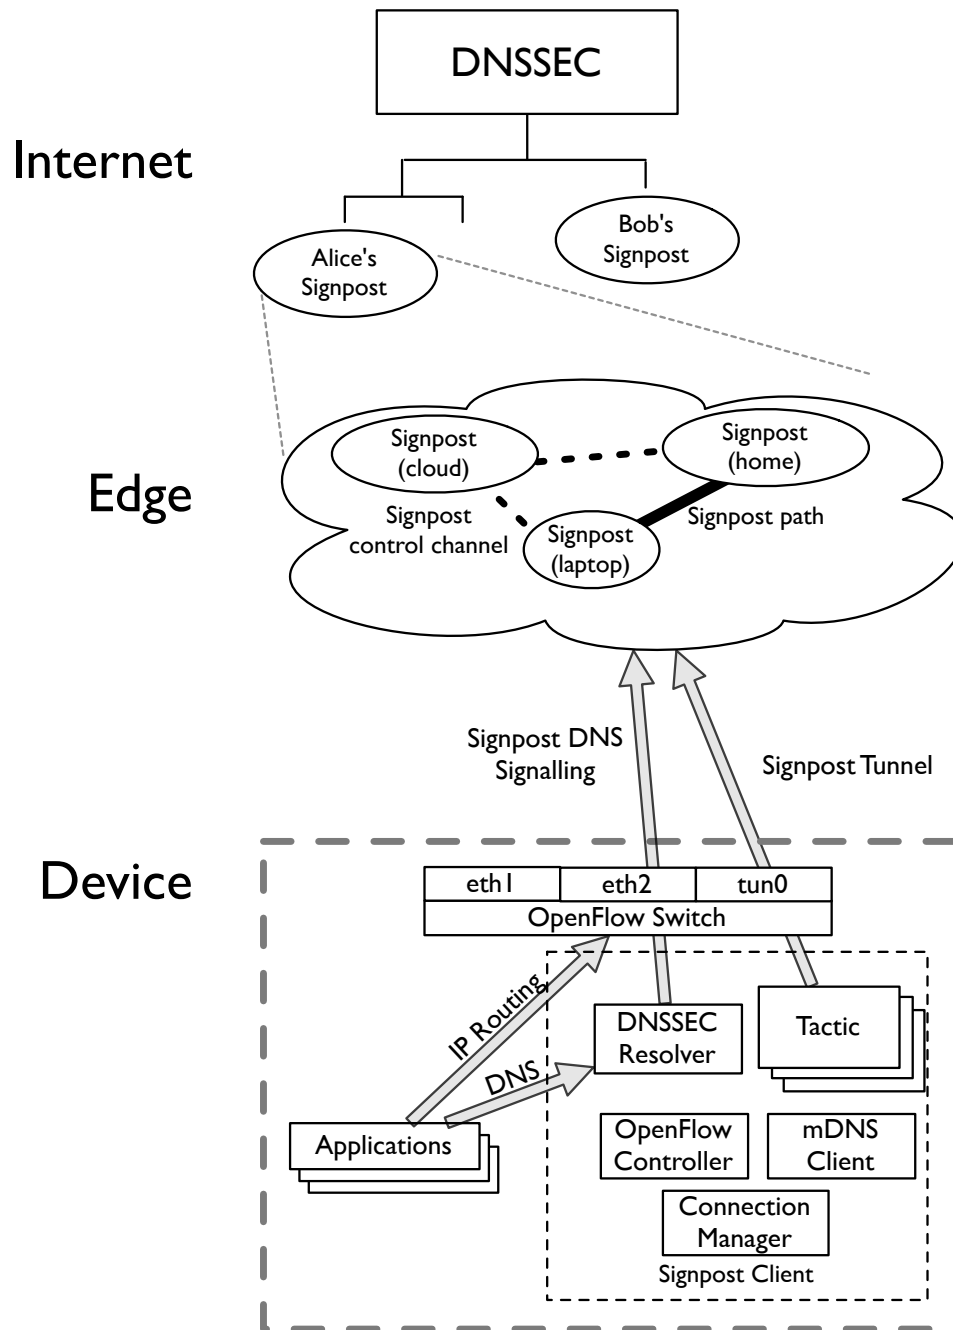 DNSSEC
Internet
Alice's
Signpost
Bob's
Signpost
Edge
Signpost
(cloud)
Signpost
(home)
Signpost
control channel
Signpost path
Signpost
(laptop)
Signpost DNS
Signalling
Signpost Tunnel
Device
eth1
eth2
tun0
OpenFlow Switch
IP Routing
DNS
DNSSEC
Resolver
Tactic
Applications
OpenFlow
Controller
mDNS
Client
Connection
Manager
Signpost Client